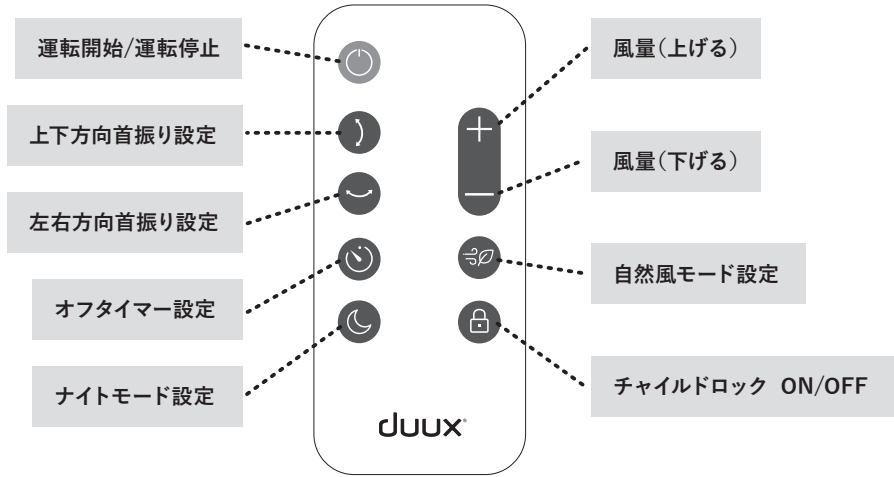 運転開始/運転停止
上下方向首振り設定
左右方向首振り設定
オフタイマー設定
ナイトモード設定
風量（上げる）
風量（下げる）
自然風モード設定
チャイルドロック ON/OFF
duux